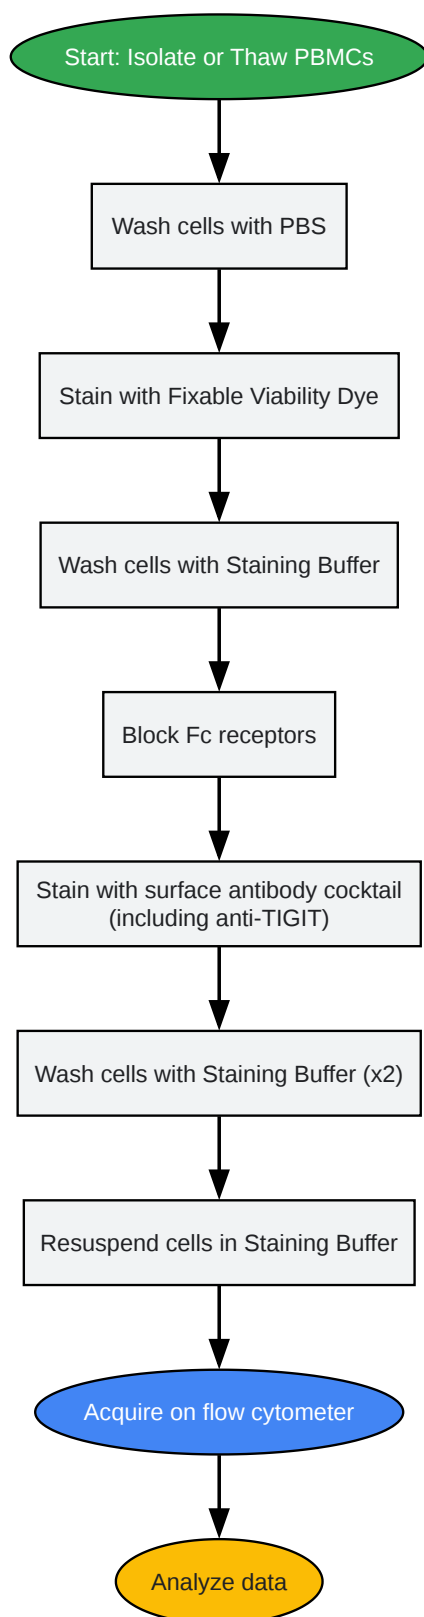 Start: Isolate or Thaw PBMCs
Wash cells with PBS
Stain with Fixable Viability Dye
Wash cells with Staining Buffer
Block Fc receptors
Stain with surface antibody cocktail
(including anti-TIGIT)
Wash cells with Staining Buffer (x2)
Resuspend cells in Staining Buffer
Acquire on flow cytometer
Analyze data